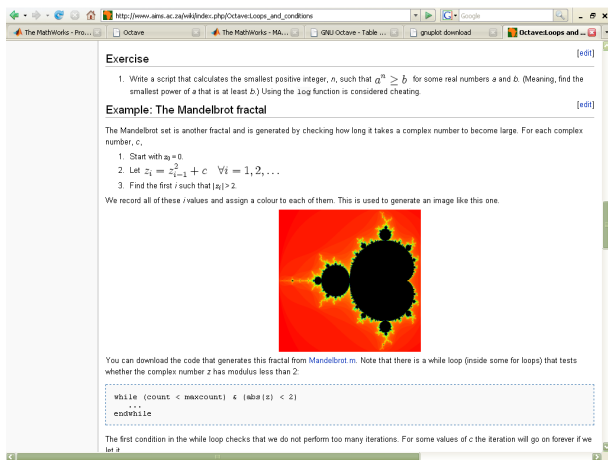 http://www.aims.ac.za/wiki/index.php/Octave:Loops_and_conditions
Google
The MathWorks - Pro...
Octave
The MathWorks - MA...
GNU Octave - Table ...
gnuplot download
Octave:Loops and ...
Exercise
[edit]
1. Write a script that calculates the smallest positive integer, n, such that aⁿ ≥ b for some real numbers a and b. (Meaning, find the
smallest power of a that is at least b.) Using the log function is considered cheating.
Example: The Mandelbrot fractal
[edit]
The Mandelbrot set is another fractal and is generated by checking how long it takes a complex number to become large. For each complex
number, c,
1. Start with z₀ = 0.
2. Let zᵢ = z²ᵢ₋₁ + c ∀i = 1, 2, . . .
3. Find the first i such that |zᵢ| > 2.
We record all of these i values and assign a colour to each of them. This is used to generate an image like this one.
You can download the code that generates this fractal from Mandelbrot.m. Note that there is a while loop (inside some for loops) that tests
whether the complex number z has modulus less than 2:
while (count < maxcount) & (abs(z) < 2)
...
endwhile
The first condition in the while loop checks that we do not perform too many iterations. For some values of c the iteration will go on forever if we
let it.